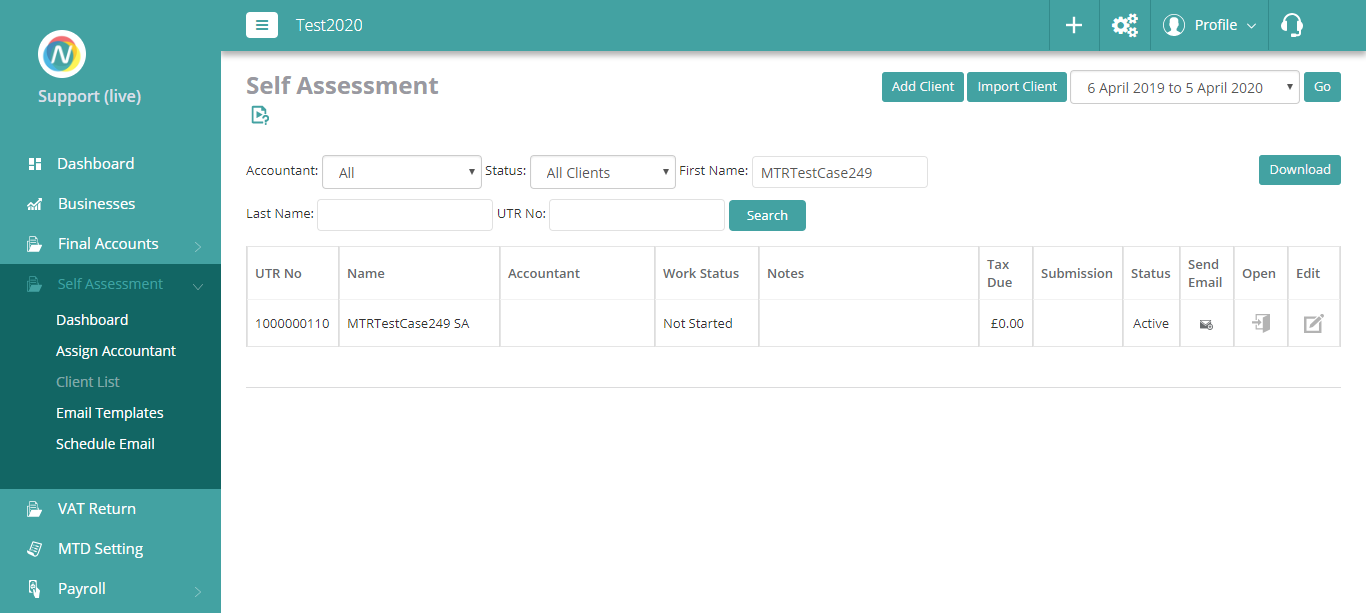 Test2020
Profile
N
Support (live)
Dashboard
Businesses
Final Accounts
Self Assessment
Dashboard
Assign Accountant
Client List
Email Templates
Schedule Email
VAT Return
MTD Setting
Payroll
Self Assessment
Add Client Import Client 6 April 2019 to 5 April 2020 Go
?
Accountant: All Status: All Clients First Name: MTRTestCase249 Download
Last Name: UTR No: Search
UTR No Name Accountant Work Status Notes Tax Due Submission Status Send Email Open Edit
1000000110 MTRTestCase249 SA Not Started £0.00 Active